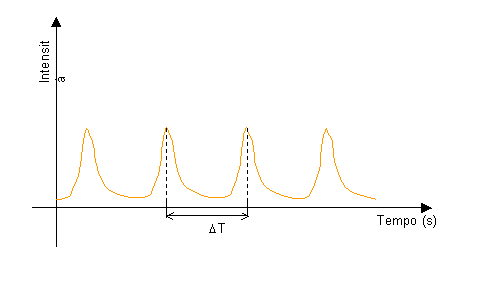 Intensit
a
Tempo (s)
ΔT